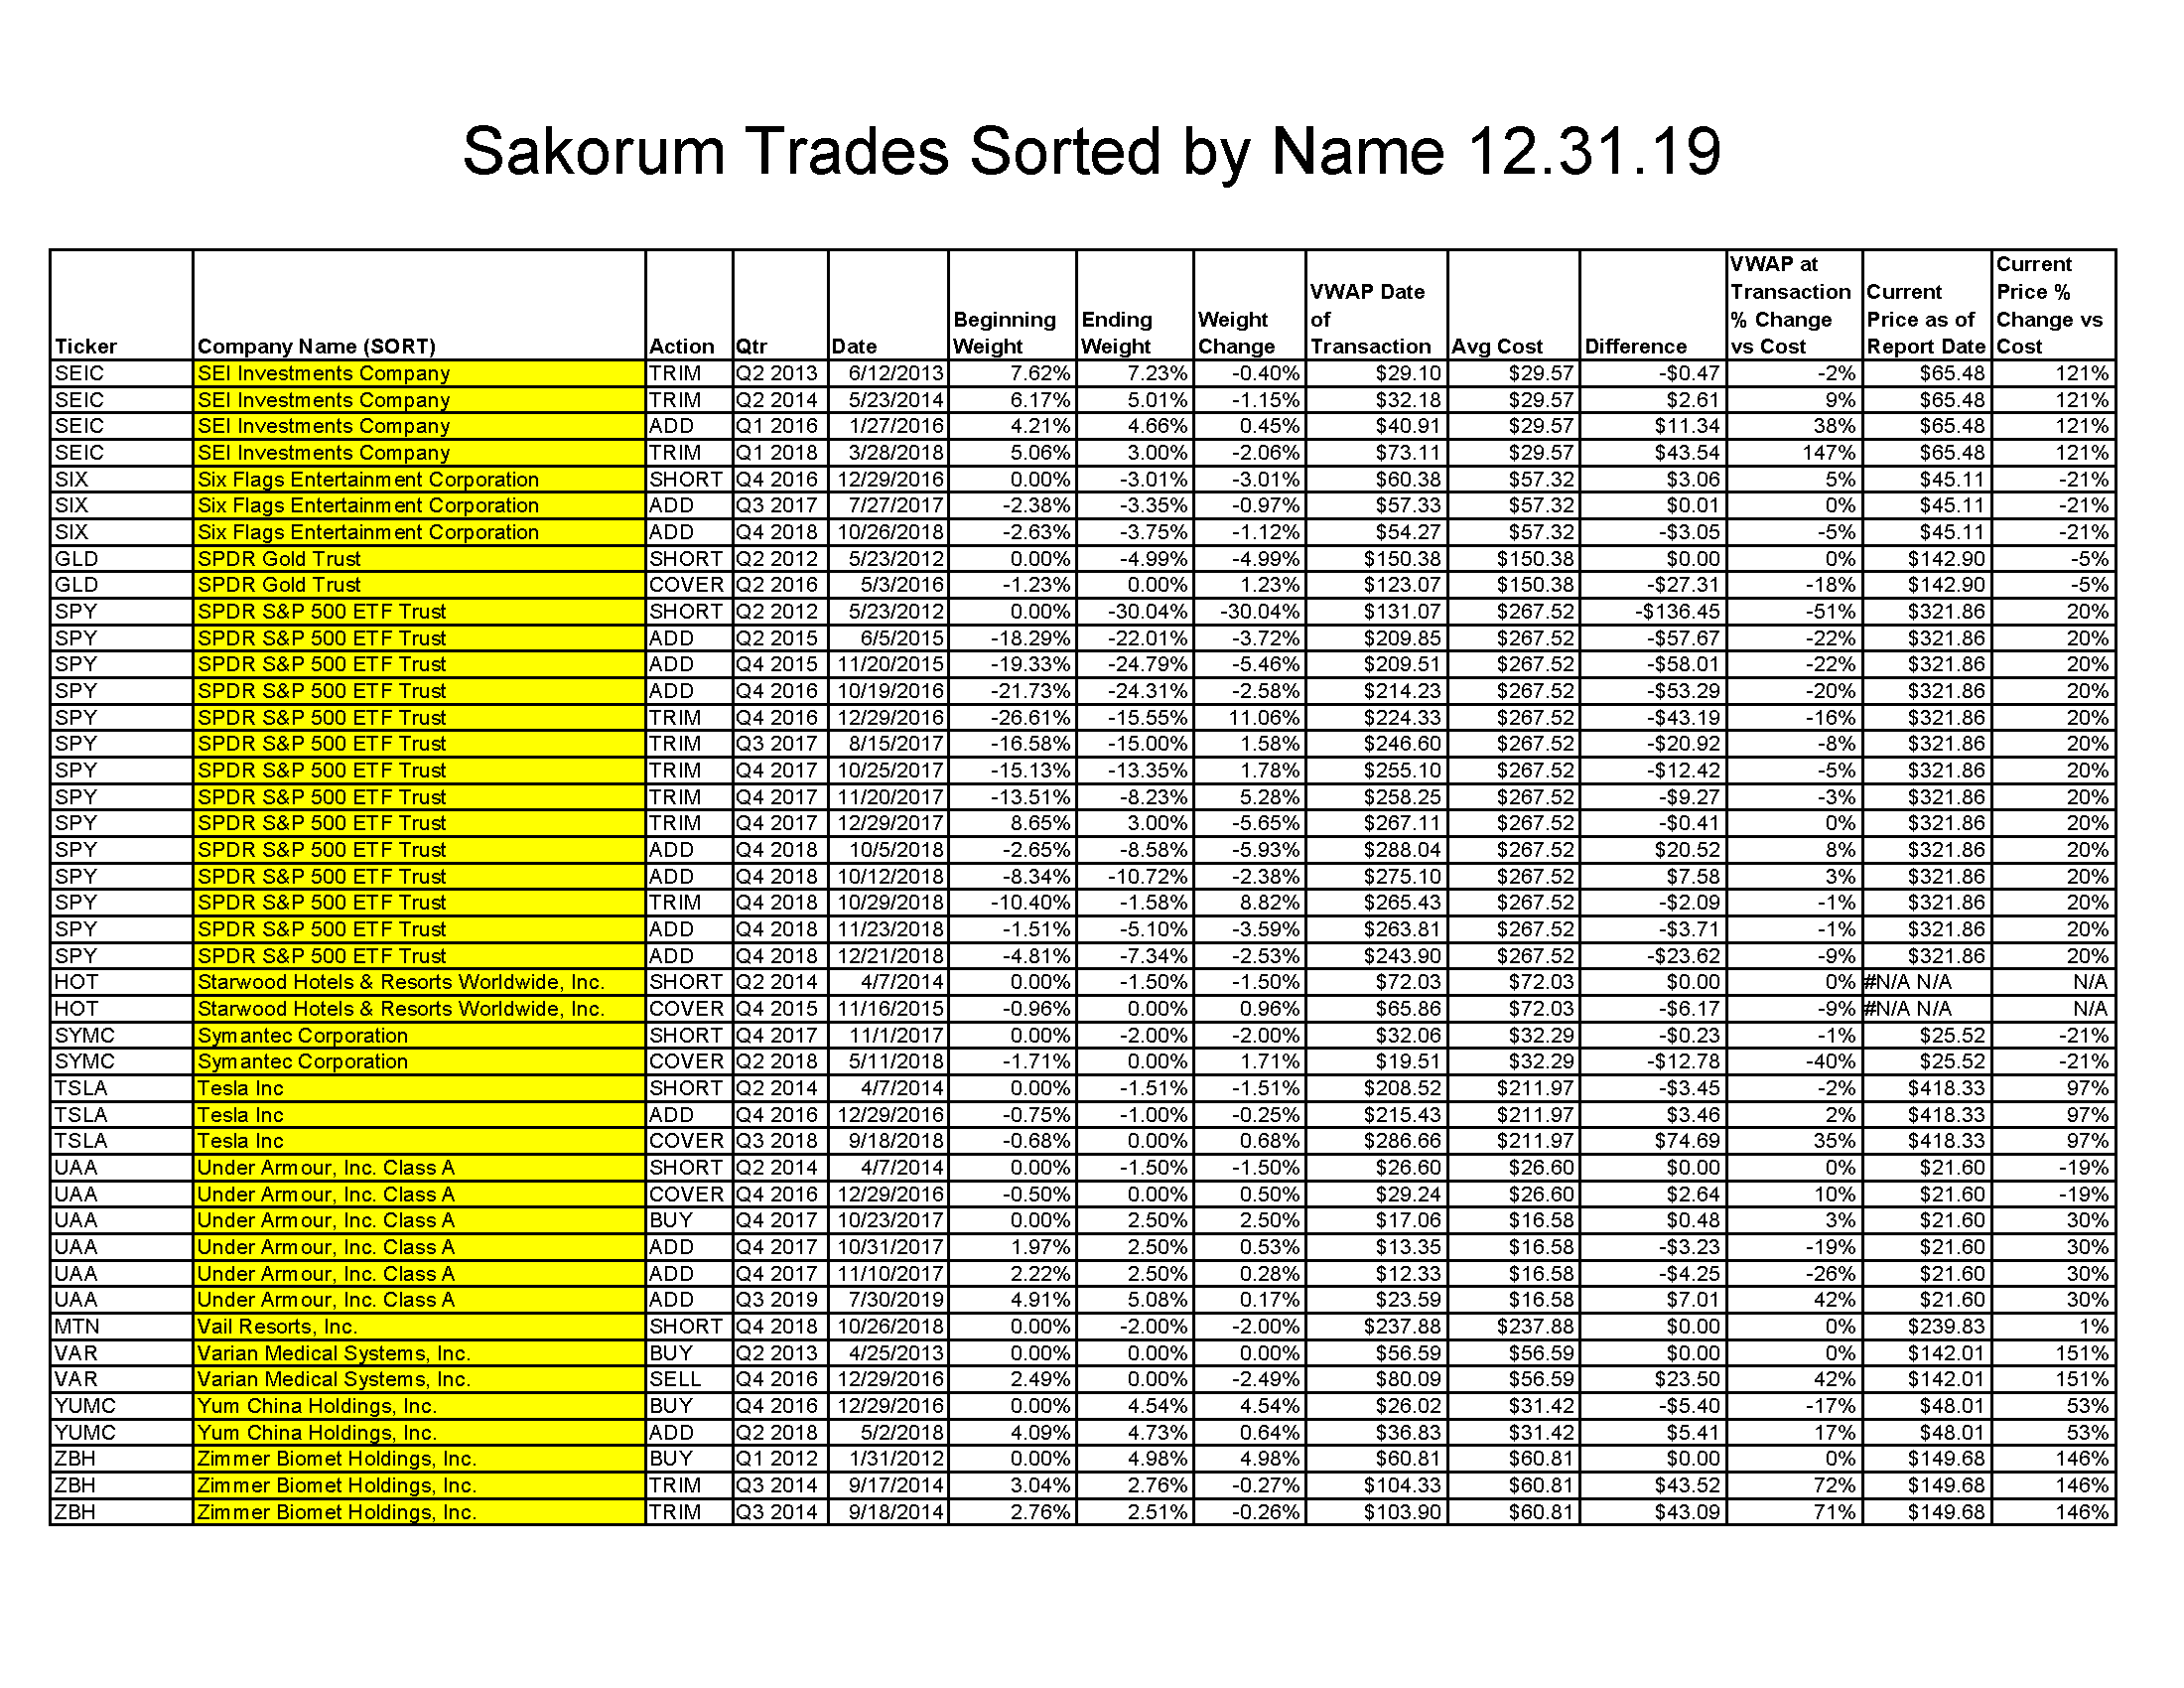 Sakorum Trades Sorted by Name 12.31.19
Ticker Company Name (SORT) Action Qtr Date Beginning Weight Ending Weight Weight Change VWAP Date of Transaction Avg Cost Difference VWAP at Transaction % Change vs Cost Current Price as of Report Date Current Price % Change vs Cost
SEIC SEI Investments Company TRIM Q2 2013 6/12/2013 7.62% 7.23% -0.40% $29.10 $29.57 -$0.47 -2% $65.48 121%
SEIC SEI Investments Company TRIM Q2 2014 5/23/2014 6.17% 5.01% -1.15% $32.18 $29.57 $2.61 9% $65.48 121%
SEIC SEI Investments Company ADD Q1 2016 1/27/2016 4.21% 4.66% 0.45% $40.91 $29.57 $11.34 38% $65.48 121%
SEIC SEI Investments Company TRIM Q1 2018 3/28/2018 5.06% 3.00% -2.06% $73.11 $29.57 $43.54 147% $65.48 121%
SIX Six Flags Entertainment Corporation SHORT Q4 2016 12/29/2016 0.00% -3.01% -3.01% $60.38 $57.32 $3.06 5% $45.11 -21%
SIX Six Flags Entertainment Corporation ADD Q3 2017 7/27/2017 -2.38% -3.35% -0.97% $57.33 $57.32 $0.01 0% $45.11 -21%
SIX Six Flags Entertainment Corporation ADD Q4 2018 10/26/2018 -2.63% -3.75% -1.12% $54.27 $57.32 -$3.05 -5% $45.11 -21%
GLD SPDR Gold Trust SHORT Q2 2012 5/23/2012 0.00% -4.99% -4.99% $150.38 $150.38 $0.00 0% $142.90 -5%
GLD SPDR Gold Trust COVER Q2 2016 5/3/2016 -1.23% 0.00% 1.23% $123.07 $150.38 -$27.31 -18% $142.90 -5%
SPY SPDR S&P 500 ETF Trust SHORT Q2 2012 5/23/2012 0.00% -30.04% -30.04% $131.07 $267.52 -$136.45 -51% $321.86 20%
SPY SPDR S&P 500 ETF Trust ADD Q2 2015 6/5/2015 -18.29% -22.01% -3.72% $209.85 $267.52 -$57.67 -22% $321.86 20%
SPY SPDR S&P 500 ETF Trust ADD Q4 2015 11/20/2015 -19.33% -24.79% -5.46% $209.51 $267.52 -$58.01 -22% $321.86 20%
SPY SPDR S&P 500 ETF Trust ADD Q4 2016 10/19/2016 -21.73% -24.31% -2.58% $214.23 $267.52 -$53.29 -20% $321.86 20%
SPY SPDR S&P 500 ETF Trust TRIM Q4 2016 12/29/2016 -26.61% -15.55% 11.06% $224.33 $267.52 -$43.19 -16% $321.86 20%
SPY SPDR S&P 500 ETF Trust TRIM Q3 2017 8/15/2017 -16.58% -15.00% 1.58% $246.60 $267.52 -$20.92 -8% $321.86 20%
SPY SPDR S&P 500 ETF Trust TRIM Q4 2017 10/25/2017 -15.13% -13.35% 1.78% $255.10 $267.52 -$12.42 -5% $321.86 20%
SPY SPDR S&P 500 ETF Trust TRIM Q4 2017 11/20/2017 -13.51% -8.23% 5.28% $258.25 $267.52 -$9.27 -3% $321.86 20%
SPY SPDR S&P 500 ETF Trust TRIM Q4 2017 12/29/2017 8.65% 3.00% -5.65% $267.11 $267.52 -$0.41 0% $321.86 20%
SPY SPDR S&P 500 ETF Trust ADD Q4 2018 10/5/2018 -2.65% -8.58% -5.93% $288.04 $267.52 $20.52 8% $321.86 20%
SPY SPDR S&P 500 ETF Trust ADD Q4 2018 10/12/2018 -8.34% -10.72% -2.38% $275.10 $267.52 $7.58 3% $321.86 20%
SPY SPDR S&P 500 ETF Trust TRIM Q4 2018 10/29/2018 -10.40% -1.58% 8.82% $265.43 $267.52 -$2.09 -1% $321.86 20%
SPY SPDR S&P 500 ETF Trust ADD Q4 2018 11/23/2018 -1.51% -5.10% -3.59% $263.81 $267.52 -$3.71 -1% $321.86 20%
SPY SPDR S&P 500 ETF Trust ADD Q4 2018 12/21/2018 -4.81% -7.34% -2.53% $243.90 $267.52 -$23.62 -9% $321.86 20%
HOT Starwood Hotels & Resorts Worldwide, Inc. SHORT Q2 2014 4/7/2014 0.00% -1.50% -1.50% $72.03 $72.03 $0.00 0% #N/A N/A N/A
HOT Starwood Hotels & Resorts Worldwide, Inc. COVER Q4 2015 11/16/2015 -0.96% 0.00% 0.96% $65.86 $72.03 -$6.17 -9% #N/A N/A N/A
SYMC Symantec Corporation SHORT Q4 2017 11/1/2017 0.00% -2.00% -2.00% $32.06 $32.29 -$0.23 -1% $25.52 -21%
SYMC Symantec Corporation COVER Q2 2018 5/11/2018 -1.71% 0.00% 1.71% $19.51 $32.29 -$12.78 -40% $25.52 -21%
TSLA Tesla Inc SHORT Q2 2014 4/7/2014 0.00% -1.51% -1.51% $208.52 $211.97 -$3.45 -2% $418.33 97%
TSLA Tesla Inc ADD Q4 2016 12/29/2016 -0.75% -1.00% -0.25% $215.43 $211.97 $3.46 2% $418.33 97%
TSLA Tesla Inc COVER Q3 2018 9/18/2018 -0.68% 0.00% 0.68% $286.66 $211.97 $74.69 35% $418.33 97%
UAA Under Armour, Inc. Class A SHORT Q2 2014 4/7/2014 0.00% -1.50% -1.50% $26.60 $26.60 $0.00 0% $21.60 -19%
UAA Under Armour, Inc. Class A COVER Q4 2016 12/29/2016 -0.50% 0.00% 0.50% $29.24 $26.60 $2.64 10% $21.60 -19%
UAA Under Armour, Inc. Class A BUY Q4 2017 10/23/2017 0.00% 2.50% 2.50% $17.06 $16.58 $0.48 3% $21.60 30%
UAA Under Armour, Inc. Class A ADD Q4 2017 10/31/2017 1.97% 2.50% 0.53% $13.35 $16.58 -$3.23 -19% $21.60 30%
UAA Under Armour, Inc. Class A ADD Q4 2017 11/10/2017 2.22% 2.50% 0.28% $12.33 $16.58 -$4.25 -26% $21.60 30%
UAA Under Armour, Inc. Class A ADD Q3 2019 7/30/2019 4.91% 5.08% 0.17% $23.59 $16.58 $7.01 42% $21.60 30%
MTN Vail Resorts, Inc. SHORT Q4 2018 10/26/2018 0.00% -2.00% -2.00% $237.88 $237.88 $0.00 0% $239.83 1%
VAR Varian Medical Systems, Inc. BUY Q2 2013 4/25/2013 0.00% 0.00% 0.00% $56.59 $56.59 $0.00 0% $142.01 151%
VAR Varian Medical Systems, Inc. SELL Q4 2016 12/29/2016 2.49% 0.00% -2.49% $80.09 $56.59 $23.50 42% $142.01 151%
YUMC Yum China Holdings, Inc. BUY Q4 2016 12/29/2016 0.00% 4.54% 4.54% $26.02 $31.42 -$5.40 -17% $48.01 53%
YUMC Yum China Holdings, Inc. ADD Q2 2018 5/2/2018 4.09% 4.73% 0.64% $36.83 $31.42 $5.41 17% $48.01 53%
ZBH Zimmer Biomet Holdings, Inc. BUY Q1 2012 1/31/2012 0.00% 4.98% 4.98% $60.81 $60.81 $0.00 0% $149.68 146%
ZBH Zimmer Biomet Holdings, Inc. TRIM Q3 2014 9/17/2014 3.04% 2.76% -0.27% $104.33 $60.81 $43.52 72% $149.68 146%
ZBH Zimmer Biomet Holdings, Inc. TRIM Q3 2014 9/18/2014 2.76% 2.51% -0.26% $103.90 $60.81 $43.09 71% $149.68 146%